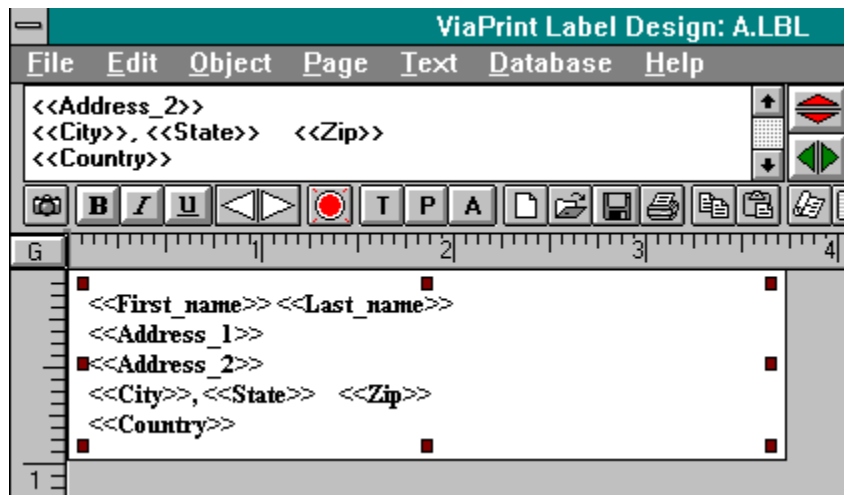 ViaPrint Label Design: A.LBL
File Edit Object Page Text Database Help
<<Address_2>>
<<City>>, <<State>> <<Zip>>
<<Country>>
B I U T P A
G 1 2 3 4
<<First_name>> <<Last_name>>
<<Address_1>>
<<Address_2>>
<<City>>, <<State>> <<Zip>>
<<Country>>
1